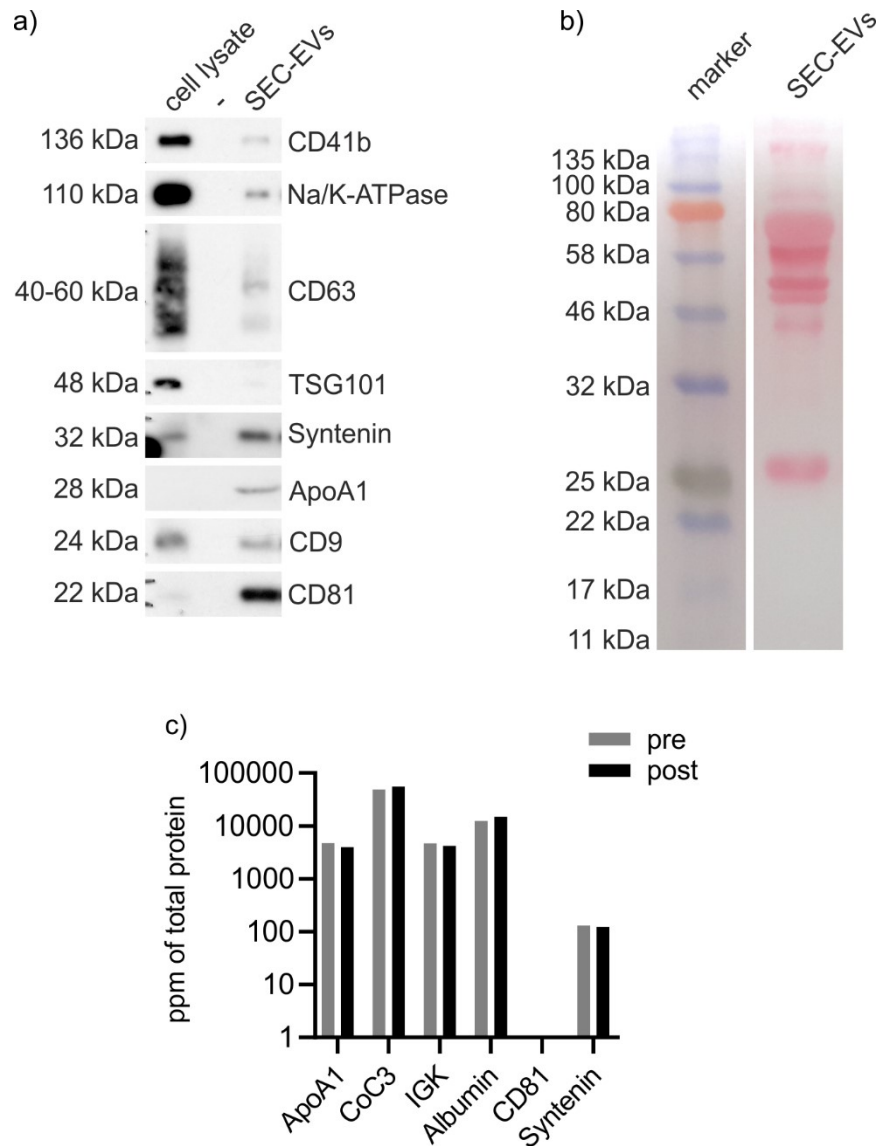 a)
cell lysate
-
SEC-EVs
136 kDa CD41b
110 kDa Na/K-ATPase
40-60 kDa CD63
48 kDa TSG101
32 kDa Syntenin
28 kDa ApoA1
24 kDa CD9
22 kDa CD81
b)
marker
SEC-EVs
135 kDa
100 kDa
80 kDa
58 kDa
46 kDa
32 kDa
25 kDa
22 kDa
17 kDa
11 kDa
c)
pre
post
ppm of total protein
100000
10000
1000
100
10
1
ApoA1
CoC3
IGK
Albumin
CD81
Syntenin